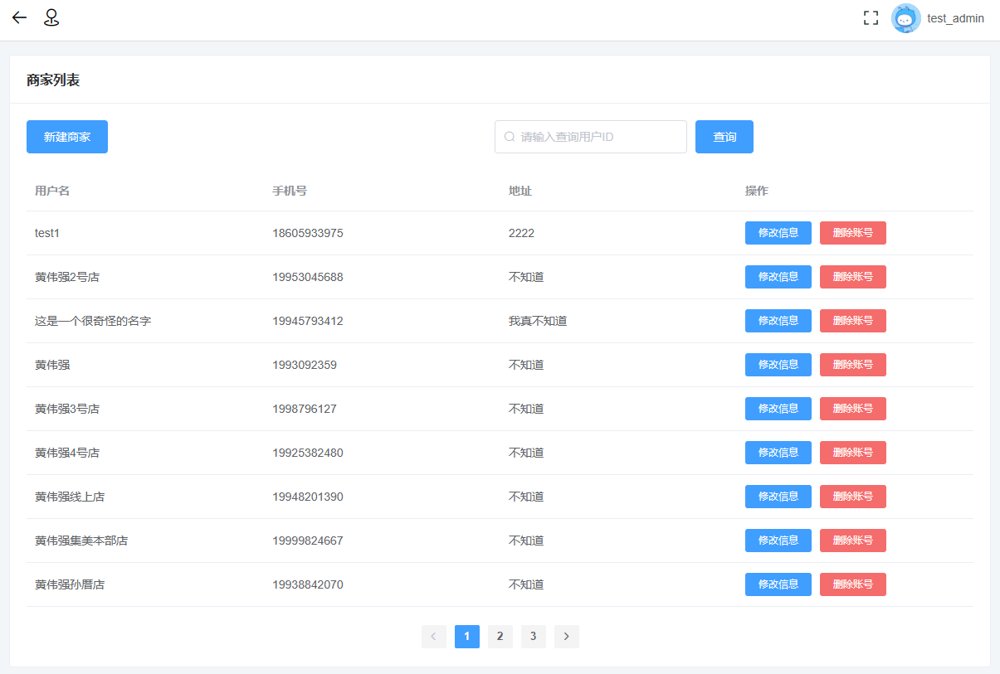 test_admin
商家列表
新建商家 请输入查询用户ID 查询
用户名 手机号 地址 操作
test1 18605933975 2222 修改信息 删除账号
黄伟强2号店 19953045688 不知道 修改信息 删除账号
这是一个很奇怪的名字 19945793412 我真不知道 修改信息 删除账号
黄伟强 1993092359 不知道 修改信息 删除账号
黄伟强3号店 1998796127 不知道 修改信息 删除账号
黄伟强4号店 19925382480 不知道 修改信息 删除账号
黄伟强线上店 19948201390 不知道 修改信息 删除账号
黄伟强集美本部店 19999824667 不知道 修改信息 删除账号
黄伟强孙厝店 19938842070 不知道 修改信息 删除账号
1 2 3